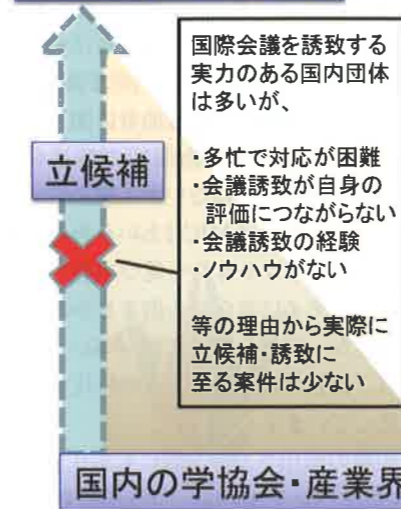 国際会議を誘致する
実力のある国内団体
は多いが、
・多忙で対応が困難
・会議誘致が自身の
評価につながらない
・会議誘致の経験
・ノウハウがない
等の理由から実際に
立候補・誘致に
至る案件は少ない
立候補
国内の学協会・産業界